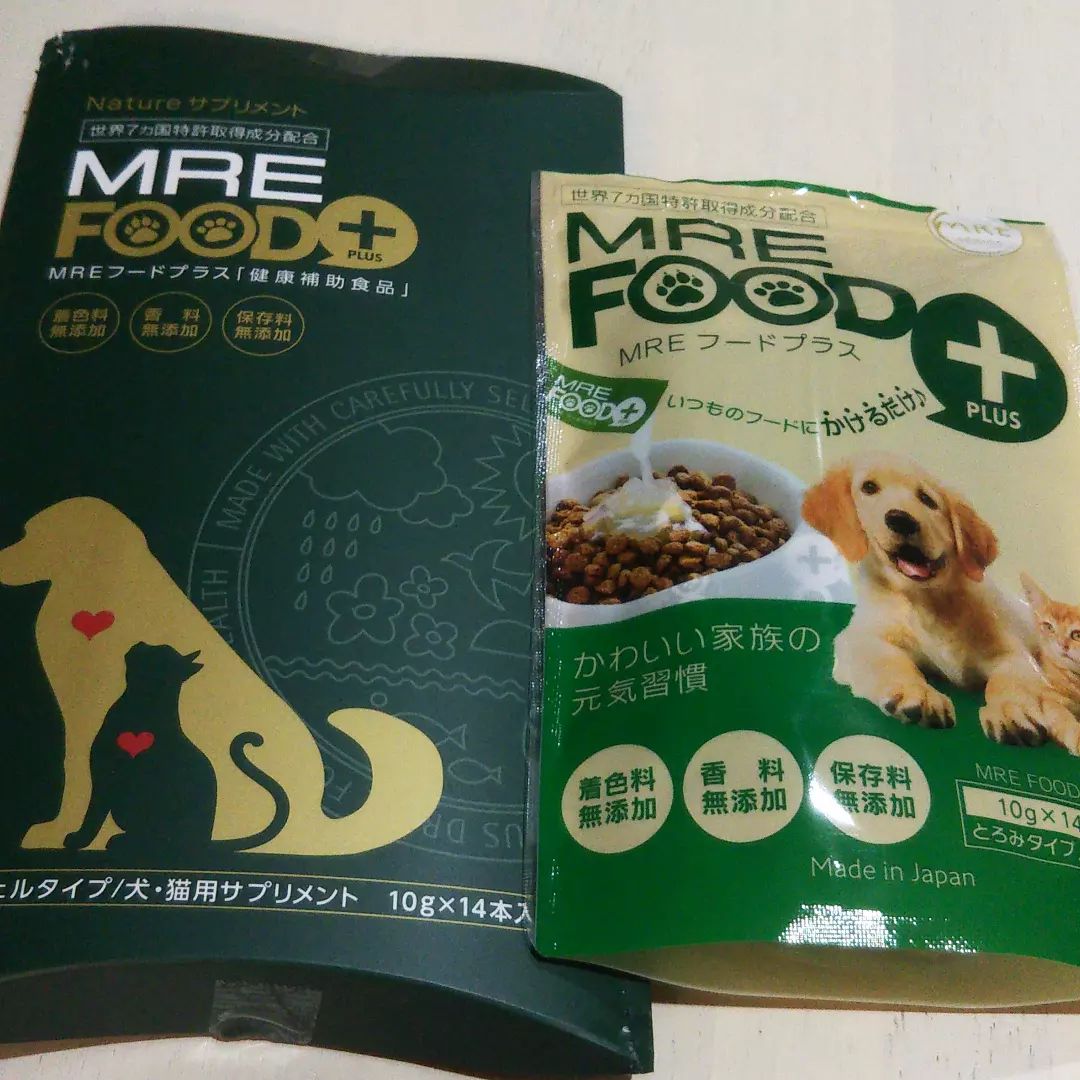 Nature サプリメント
世界7カ国特許取得成分配合
MRE
FOOD+
PLUS
MREフードプラス「健康補助食品」
着色料
無添加
香 料
無添加
保存料
無添加
MADE WITH CAREFULLY
ェルタイプ/犬・猫用サプリメント 10g×14本入
世界7カ国特許取得成分配合
MRE
MRE
FOOD+
PLUS
MRE フードプラス
MRE
FOOD+
いつものフードにかけるだけ♪
かわいい家族の
元気習慣
着色料
無添加
香 料
無添加
保存料
無添加
MRE FOOD
10g×14
とろみタイプ
Made in Japan